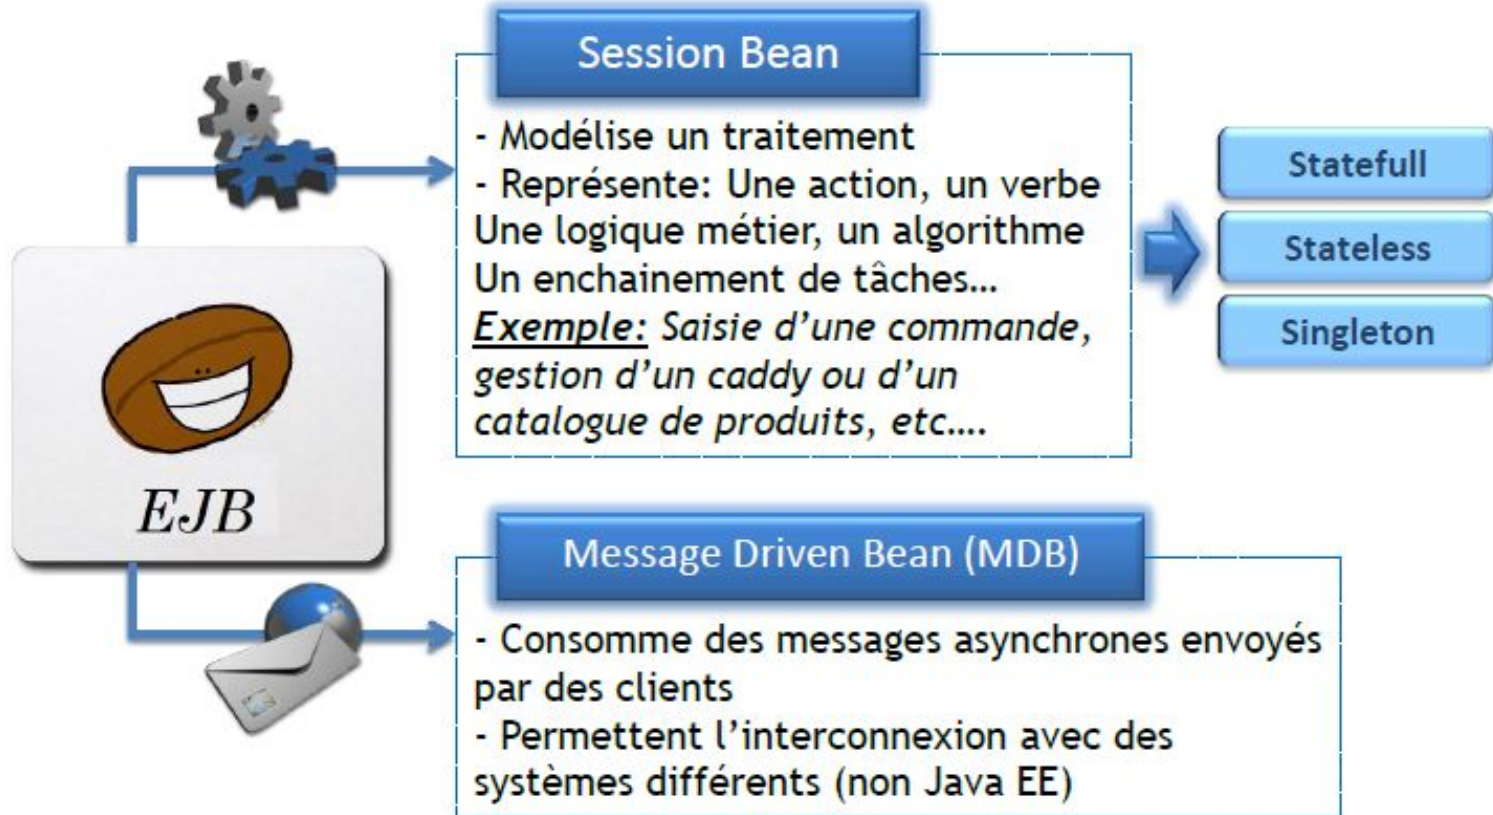 Session Bean
- Modélise un traitement
- Représente: Une action, un verbe
Une logique métier, un algorithme
Un enchainement de tâches…
Exemple: Saisie d’une commande,
gestion d’un caddy ou d’un
catalogue de produits, etc….
Statefull
Stateless
Singleton
EJB
Message Driven Bean (MDB)
- Consomme des messages asynchrones envoyés
par des clients
- Permettent l’interconnexion avec des
systèmes différents (non Java EE)